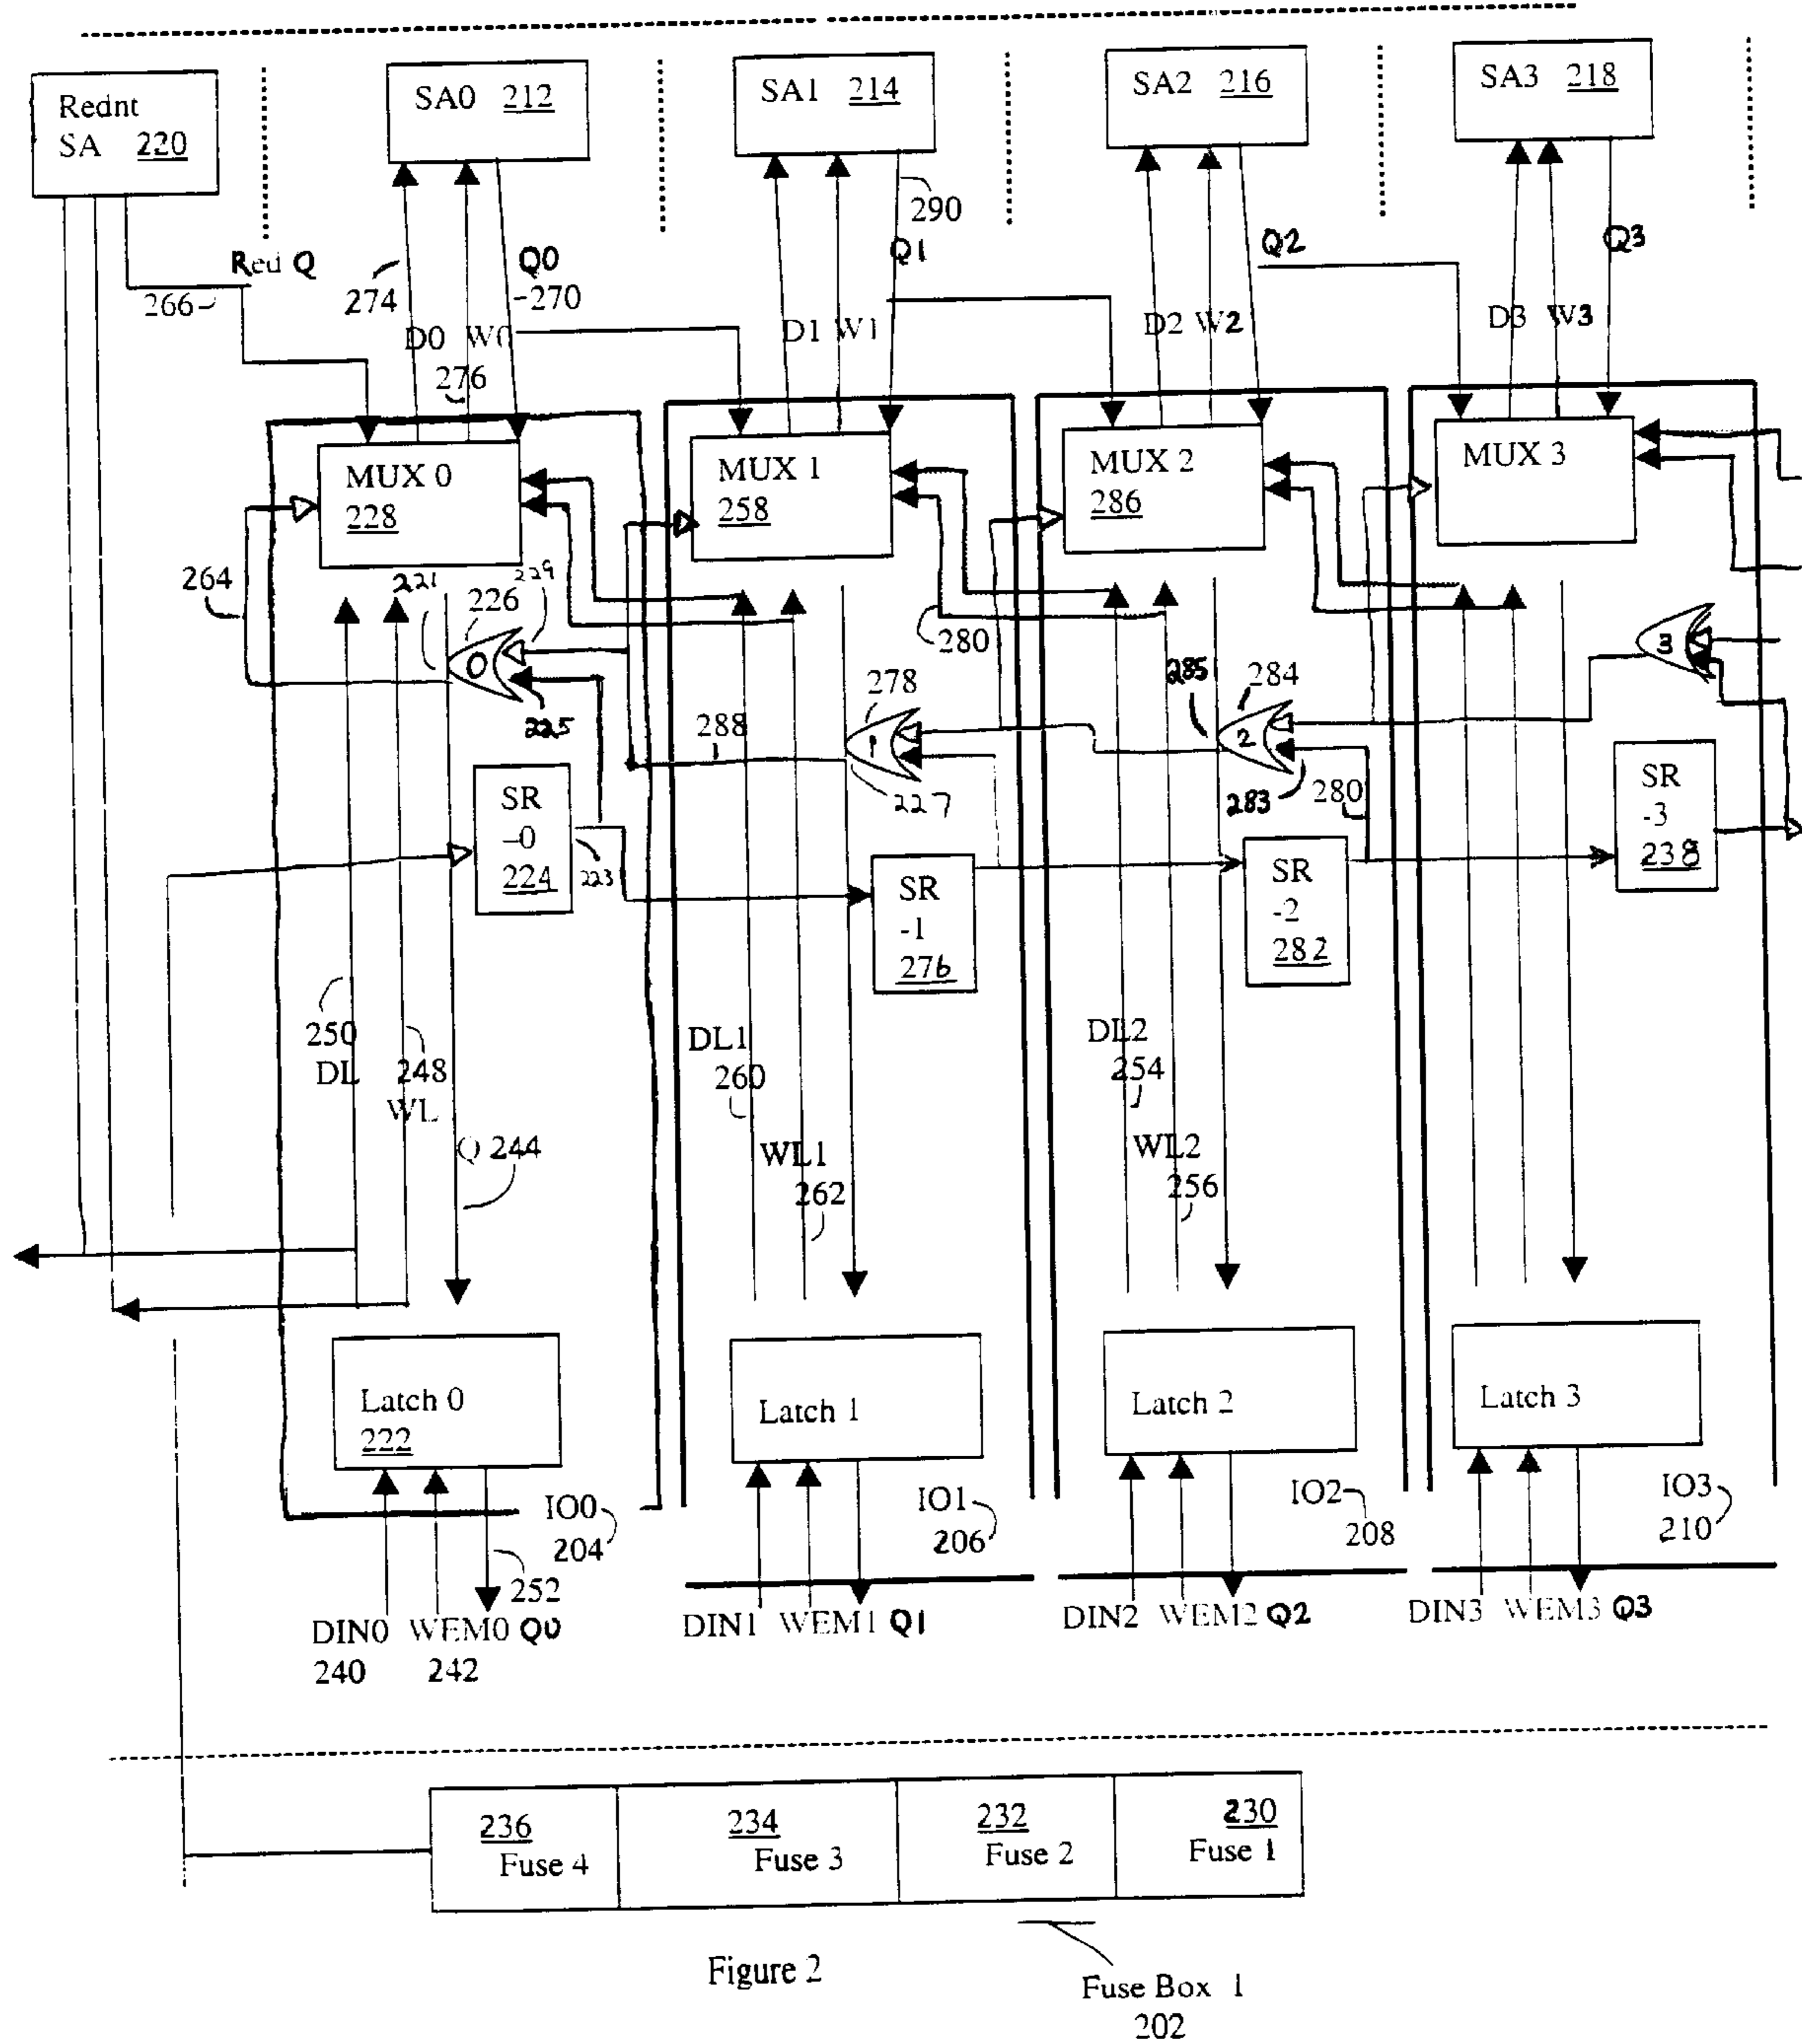 Rednt
SA 220
SA0 212
SA1 214
SA2 216
SA3 218
290
Red Q
266
274
Q0
270
Q1
Q2
Q3
D0 W0
276
D1 W1
D2 W2
D3 W3
MUX 0
228
MUX 1
258
MUX 2
286
MUX 3
264
221
226
229
0
225
280
278
288
1
227
285
284
2
283
280
3
SR
-0
224
223
SR
-1
276
SR
-2
282
SR
-3
238
250
DL
248
WL
Q 244
DL1
260
WL1
262
DL2
254
WL2
256
Latch 0
222
Latch 1
Latch 2
Latch 3
IO0
204
IO1
206
IO2
208
IO3
210
252
DIN0 WEM0 Q0
240 242
DIN1 WEM1 Q1
DIN2 WEM2 Q2
DIN3 WEM3 Q3
236
Fuse 4
234
Fuse 3
232
Fuse 2
230
Fuse 1
Figure 2
Fuse Box 1
202